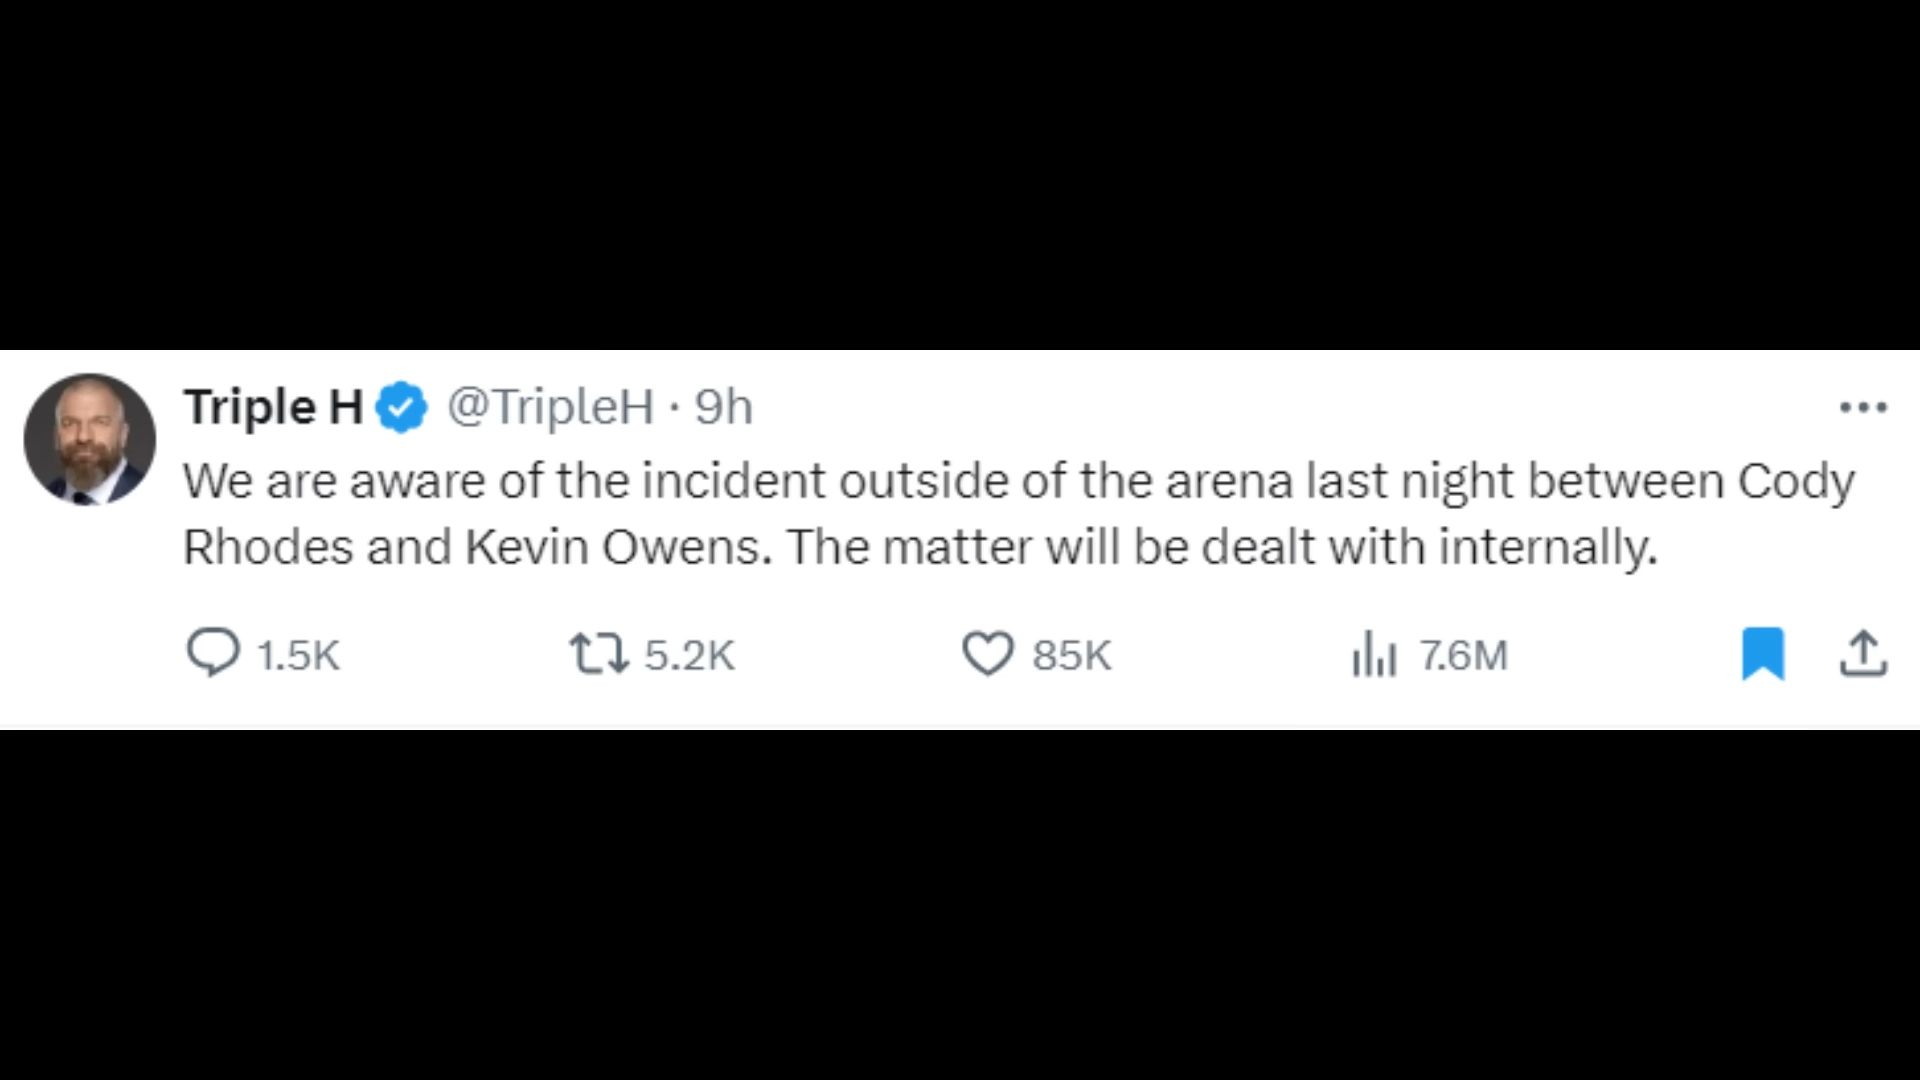 Triple H @TripleH · 9h
We are aware of the incident outside of the arena last night between Cody
Rhodes and Kevin Owens. The matter will be dealt with internally.
1.5K 5.2K 85K 7.6M